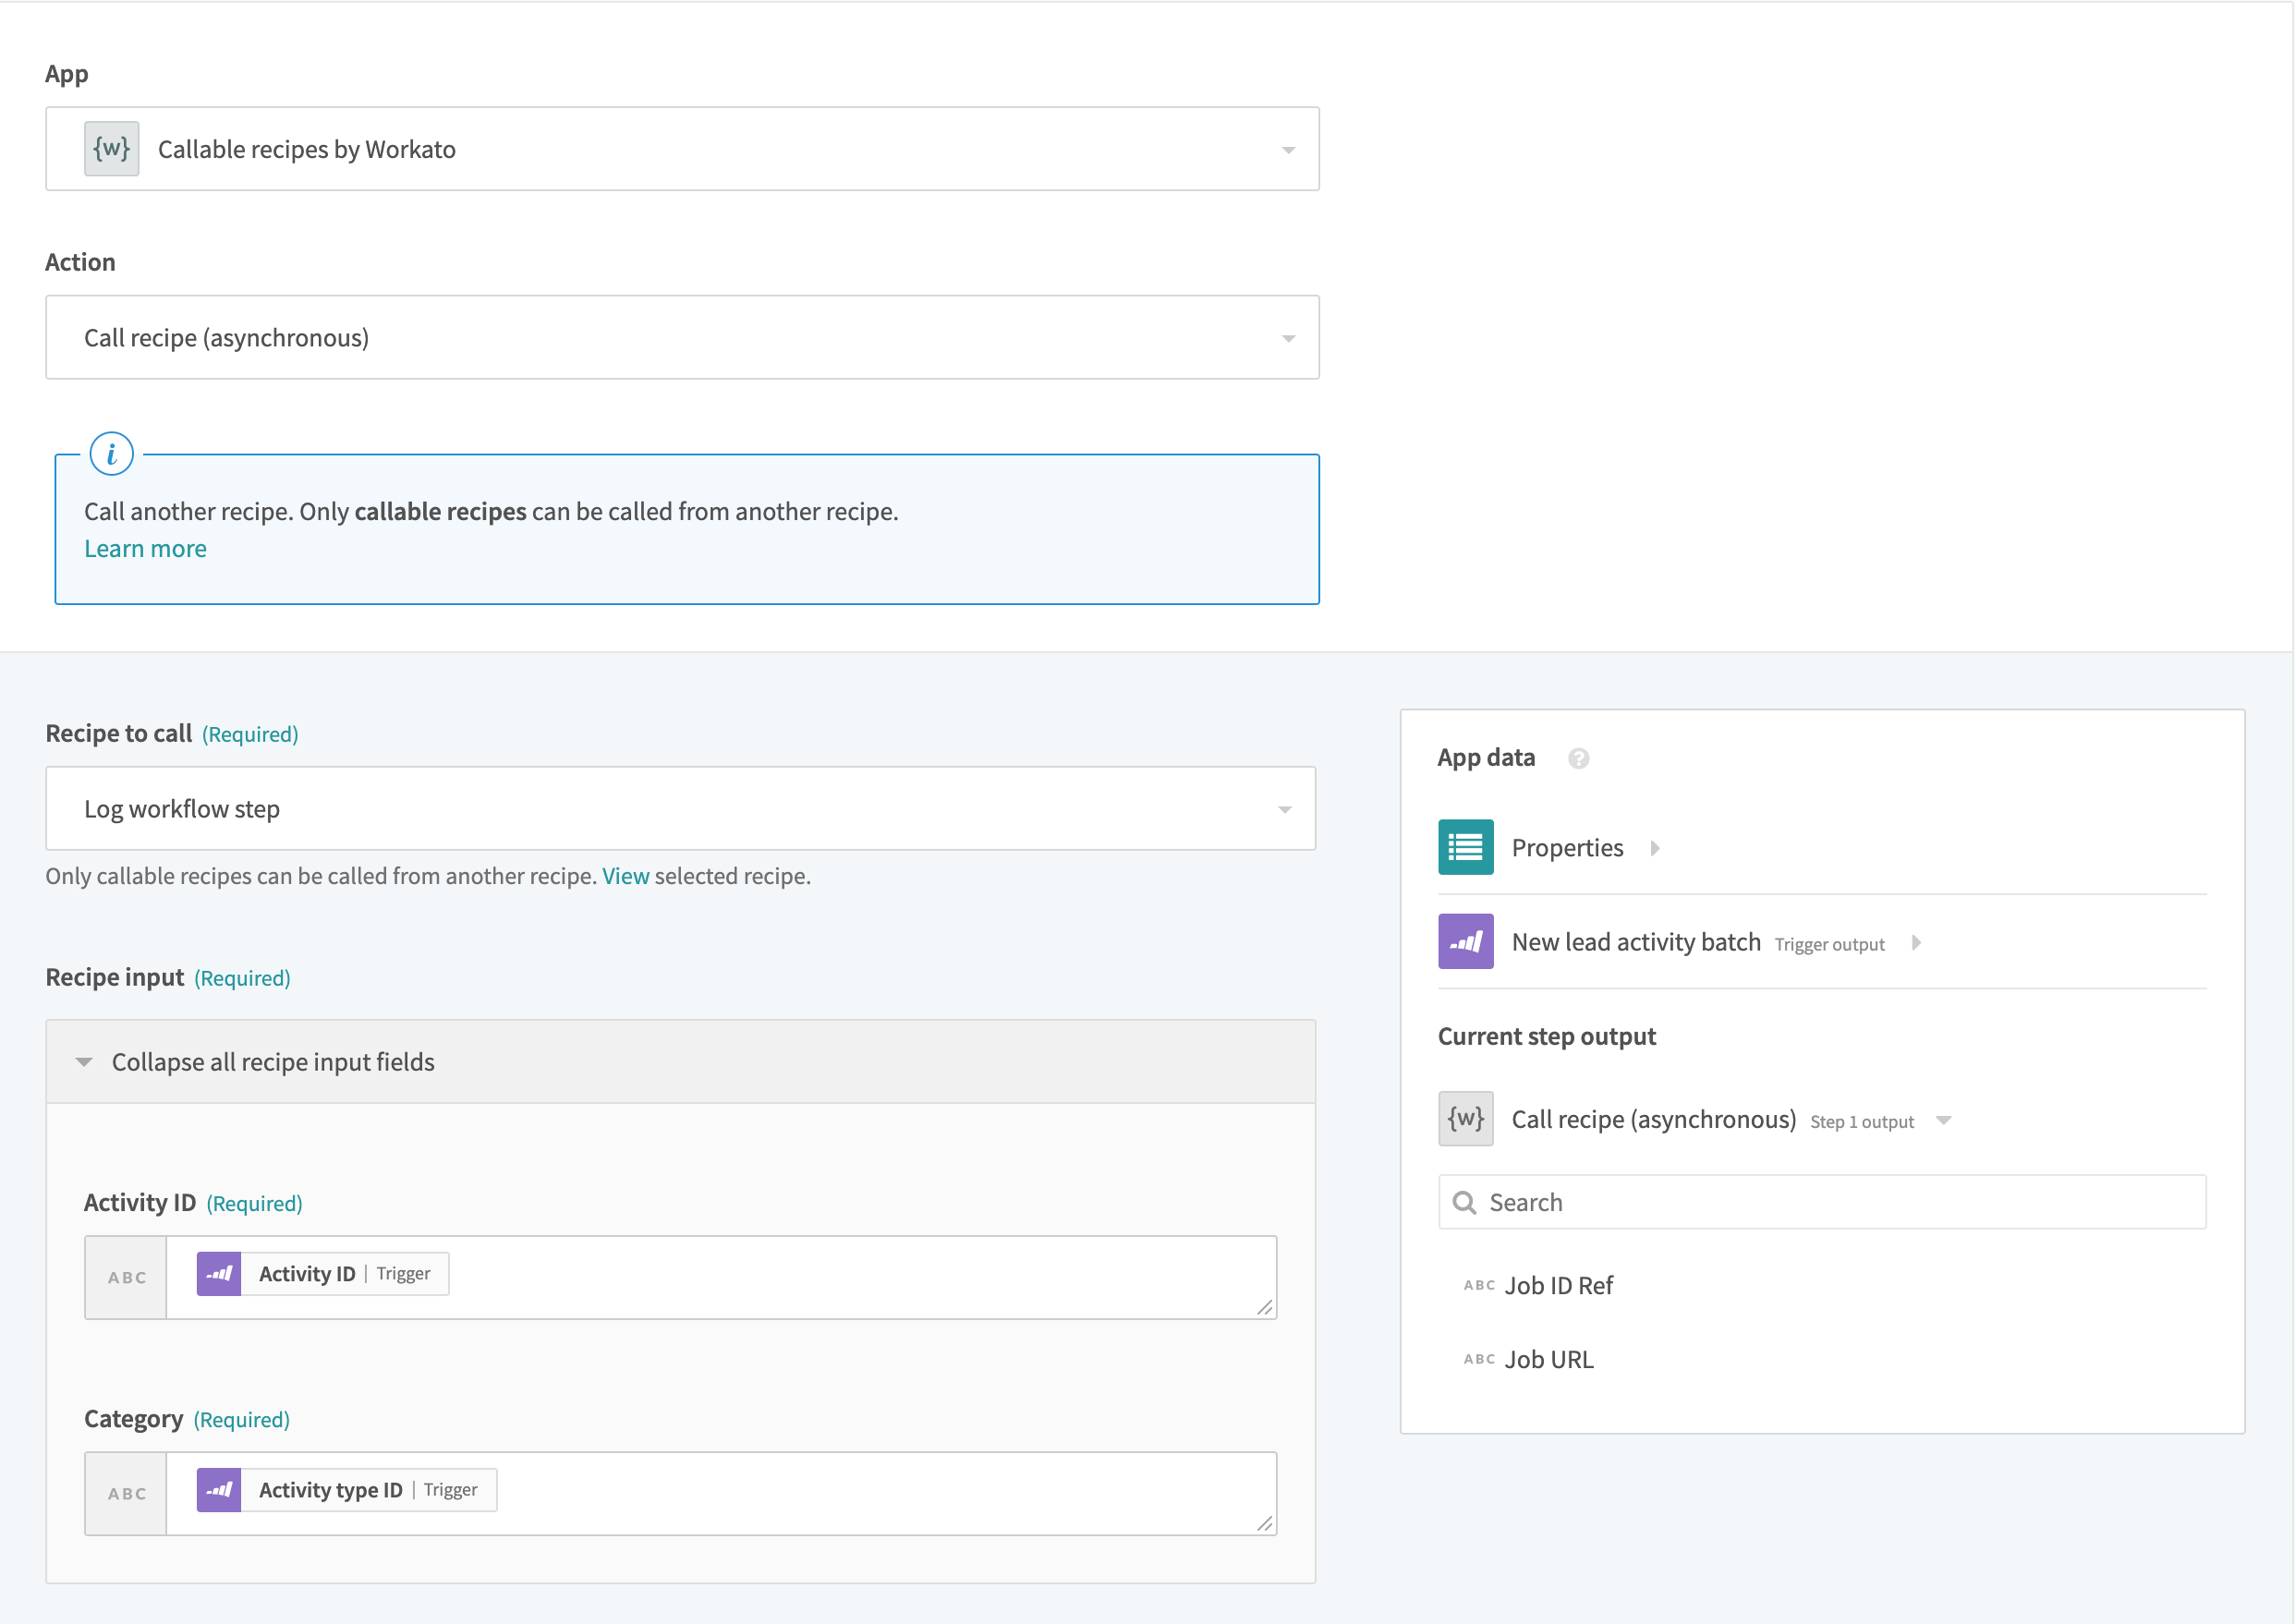 App
{w} Callable recipes by Workato
Action
Call recipe (asynchronous)
i
Call another recipe. Only callable recipes can be called from another recipe.
Learn more
Recipe to call (Required)
Log workflow step
Only callable recipes can be called from another recipe. View selected recipe.
Recipe input (Required)
Collapse all recipe input fields
Activity ID (Required)
ABC Activity ID | Trigger
Category (Required)
ABC Activity type ID | Trigger
App data ?
Properties
New lead activity batch Trigger output
Current step output
{w} Call recipe (asynchronous) Step 1 output
Search
ABC Job ID Ref
ABC Job URL